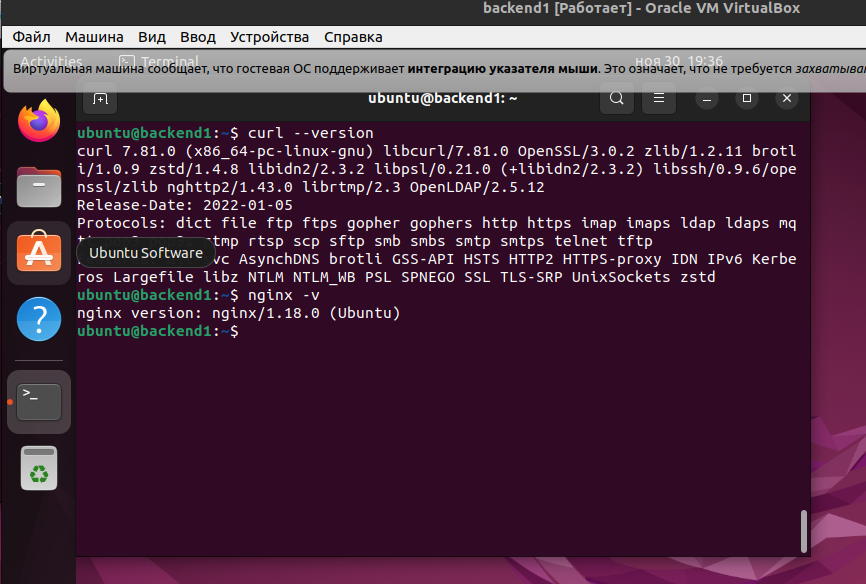 backend1 [Работает] - Oracle VM VirtualBox
Файл Машина Вид Ввод Устройства Справка
Activities Terminal ноя 30 19:36
Виртуальная машина сообщает, что гостевая ОС поддерживает интеграцию указателя мыши. Это означает, что не требуется захватыват
ubuntu@backend1: ~
ubuntu@backend1:~$ curl --version
curl 7.81.0 (x86_64-pc-linux-gnu) libcurl/7.81.0 OpenSSL/3.0.2 zlib/1.2.11 brotl
i/1.0.9 zstd/1.4.8 libidn2/2.3.2 libpsl/0.21.0 (+libidn2/2.3.2) libssh/0.9.6/ope
nssl/zlib nghttp2/1.43.0 librtmp/2.3 OpenLDAP/2.5.12
Release-Date: 2022-01-05
Protocols: dict file ftp ftps gopher gophers http https imap imaps ldap ldaps mq
rtmp rtsp scp sftp smb smbs smtp smtps telnet tftp
Ubuntu Software
AsynchDNS brotli GSS-API HSTS HTTP2 HTTPS-proxy IDN IPv6 Kerbe
ros Largefile libz NTLM NTLM_WB PSL SPNEGO SSL TLS-SRP UnixSockets zstd
ubuntu@backend1:~$ nginx -v
nginx version: nginx/1.18.0 (Ubuntu)
ubuntu@backend1:~$